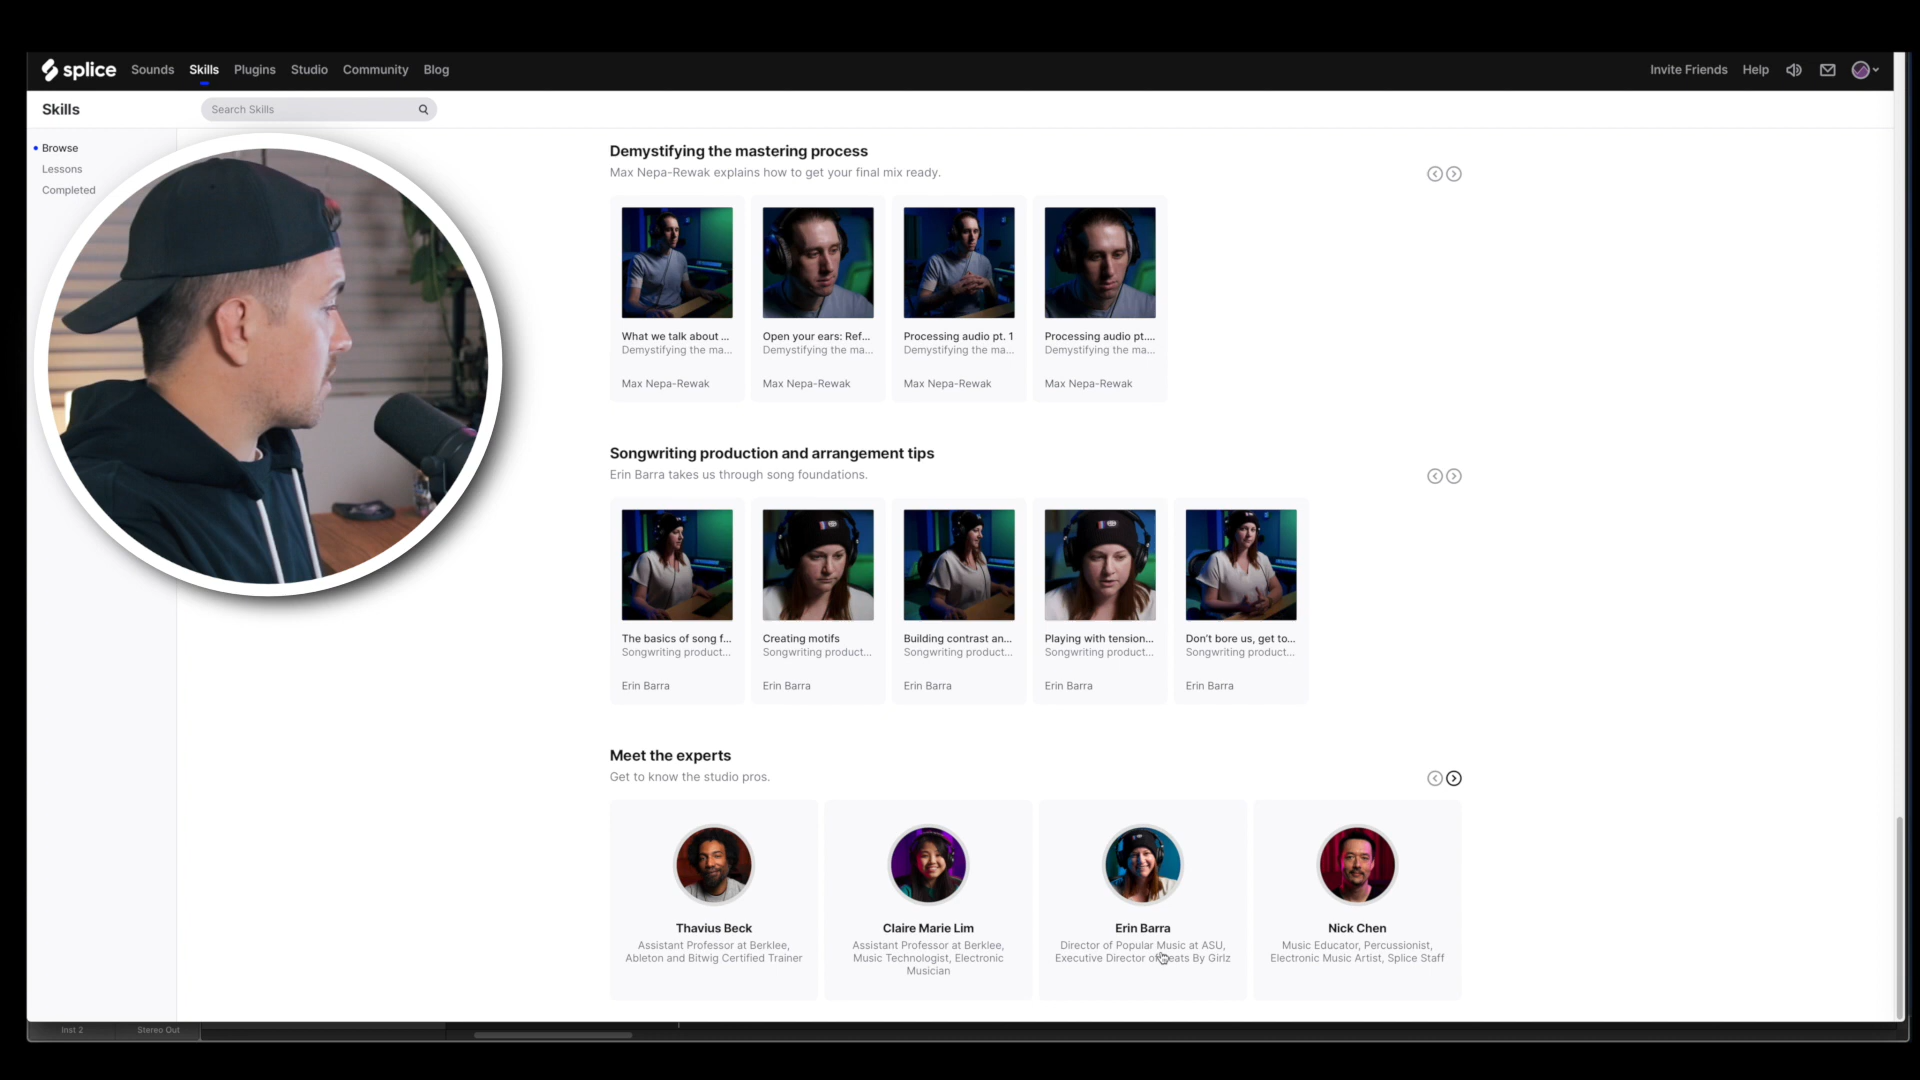 splice Sounds Skills Plugins Studio Community Blog Invite Friends Help
Skills Search Skills
Browse
Lessons
Completed
Demystifying the mastering process
Max Nepa-Rewak explains how to get your final mix ready.
What we talk about ... Open your ears: Ref... Processing audio pt. 1 Processing audio pt....
Demystifying the ma... Demystifying the ma... Demystifying the ma... Demystifying the ma...
Max Nepa-Rewak Max Nepa-Rewak Max Nepa-Rewak Max Nepa-Rewak
Songwriting production and arrangement tips
Erin Barra takes us through song foundations.
The basics of song f... Creating motifs Building contrast an... Playing with tension... Don't bore us, get to...
Songwriting product... Songwriting product... Songwriting product... Songwriting product... Songwriting product...
Erin Barra Erin Barra Erin Barra Erin Barra Erin Barra
Meet the experts
Get to know the studio pros.
Thavius Beck
Assistant Professor at Berklee,
Ableton and Bitwig Certified Trainer
Claire Marie Lim
Assistant Professor at Berklee,
Music Technologist, Electronic
Musician
Erin Barra
Director of Popular Music at ASU,
Executive Director of Beats By Girlz
Nick Chen
Music Educator, Percussionist,
Electronic Music Artist, Splice Staff
Inst 2 Stereo Out